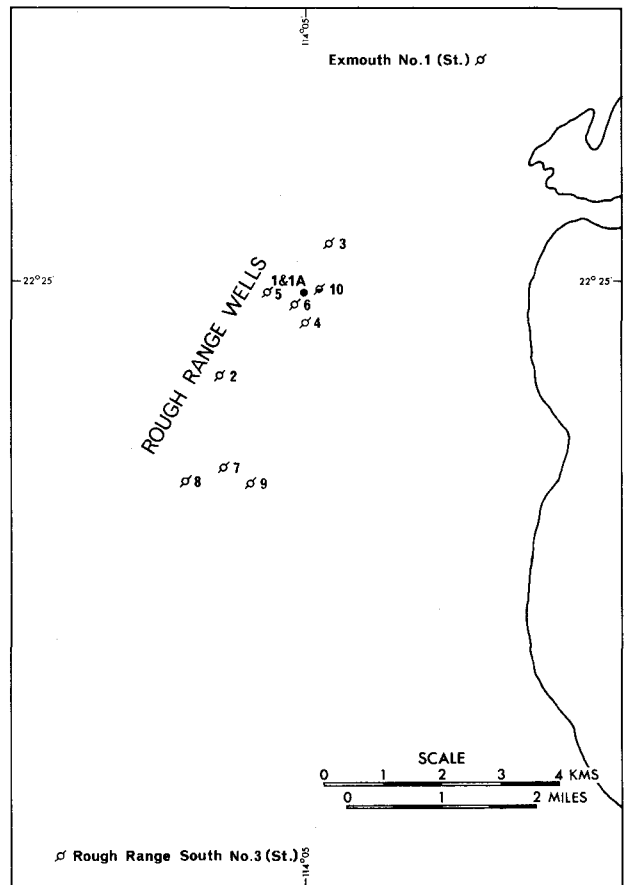 114°05'
Exmouth No.1 (St.)
3
22°25'
22°25'
1&1A
10
5
6
4
ROUGH RANGE WELLS
2
7
8
9
SCALE
0 1 2 3 4 KMS
0 1 2 MILES
Rough Range South No.3 (St.)
114°05'